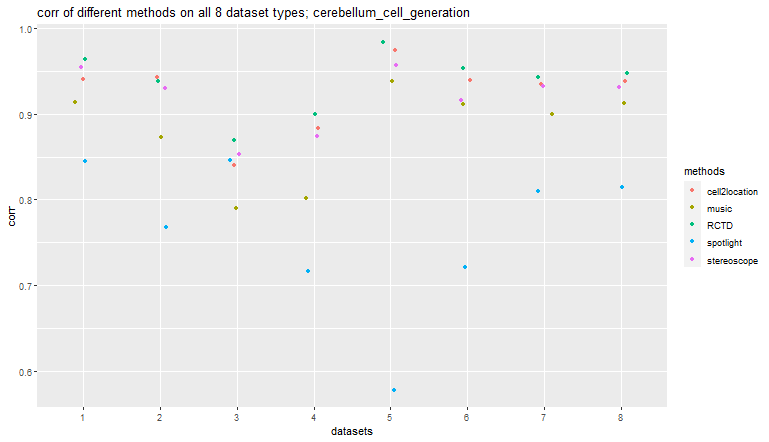 corr of different methods on all 8 dataset types; cerebellum_cell_generation
1.0
0.9
0.8
0.7
0.6
corr
1 2 3 4 5 6 7 8
datasets
methods
cell2location
music
RCTD
spotlight
stereoscope